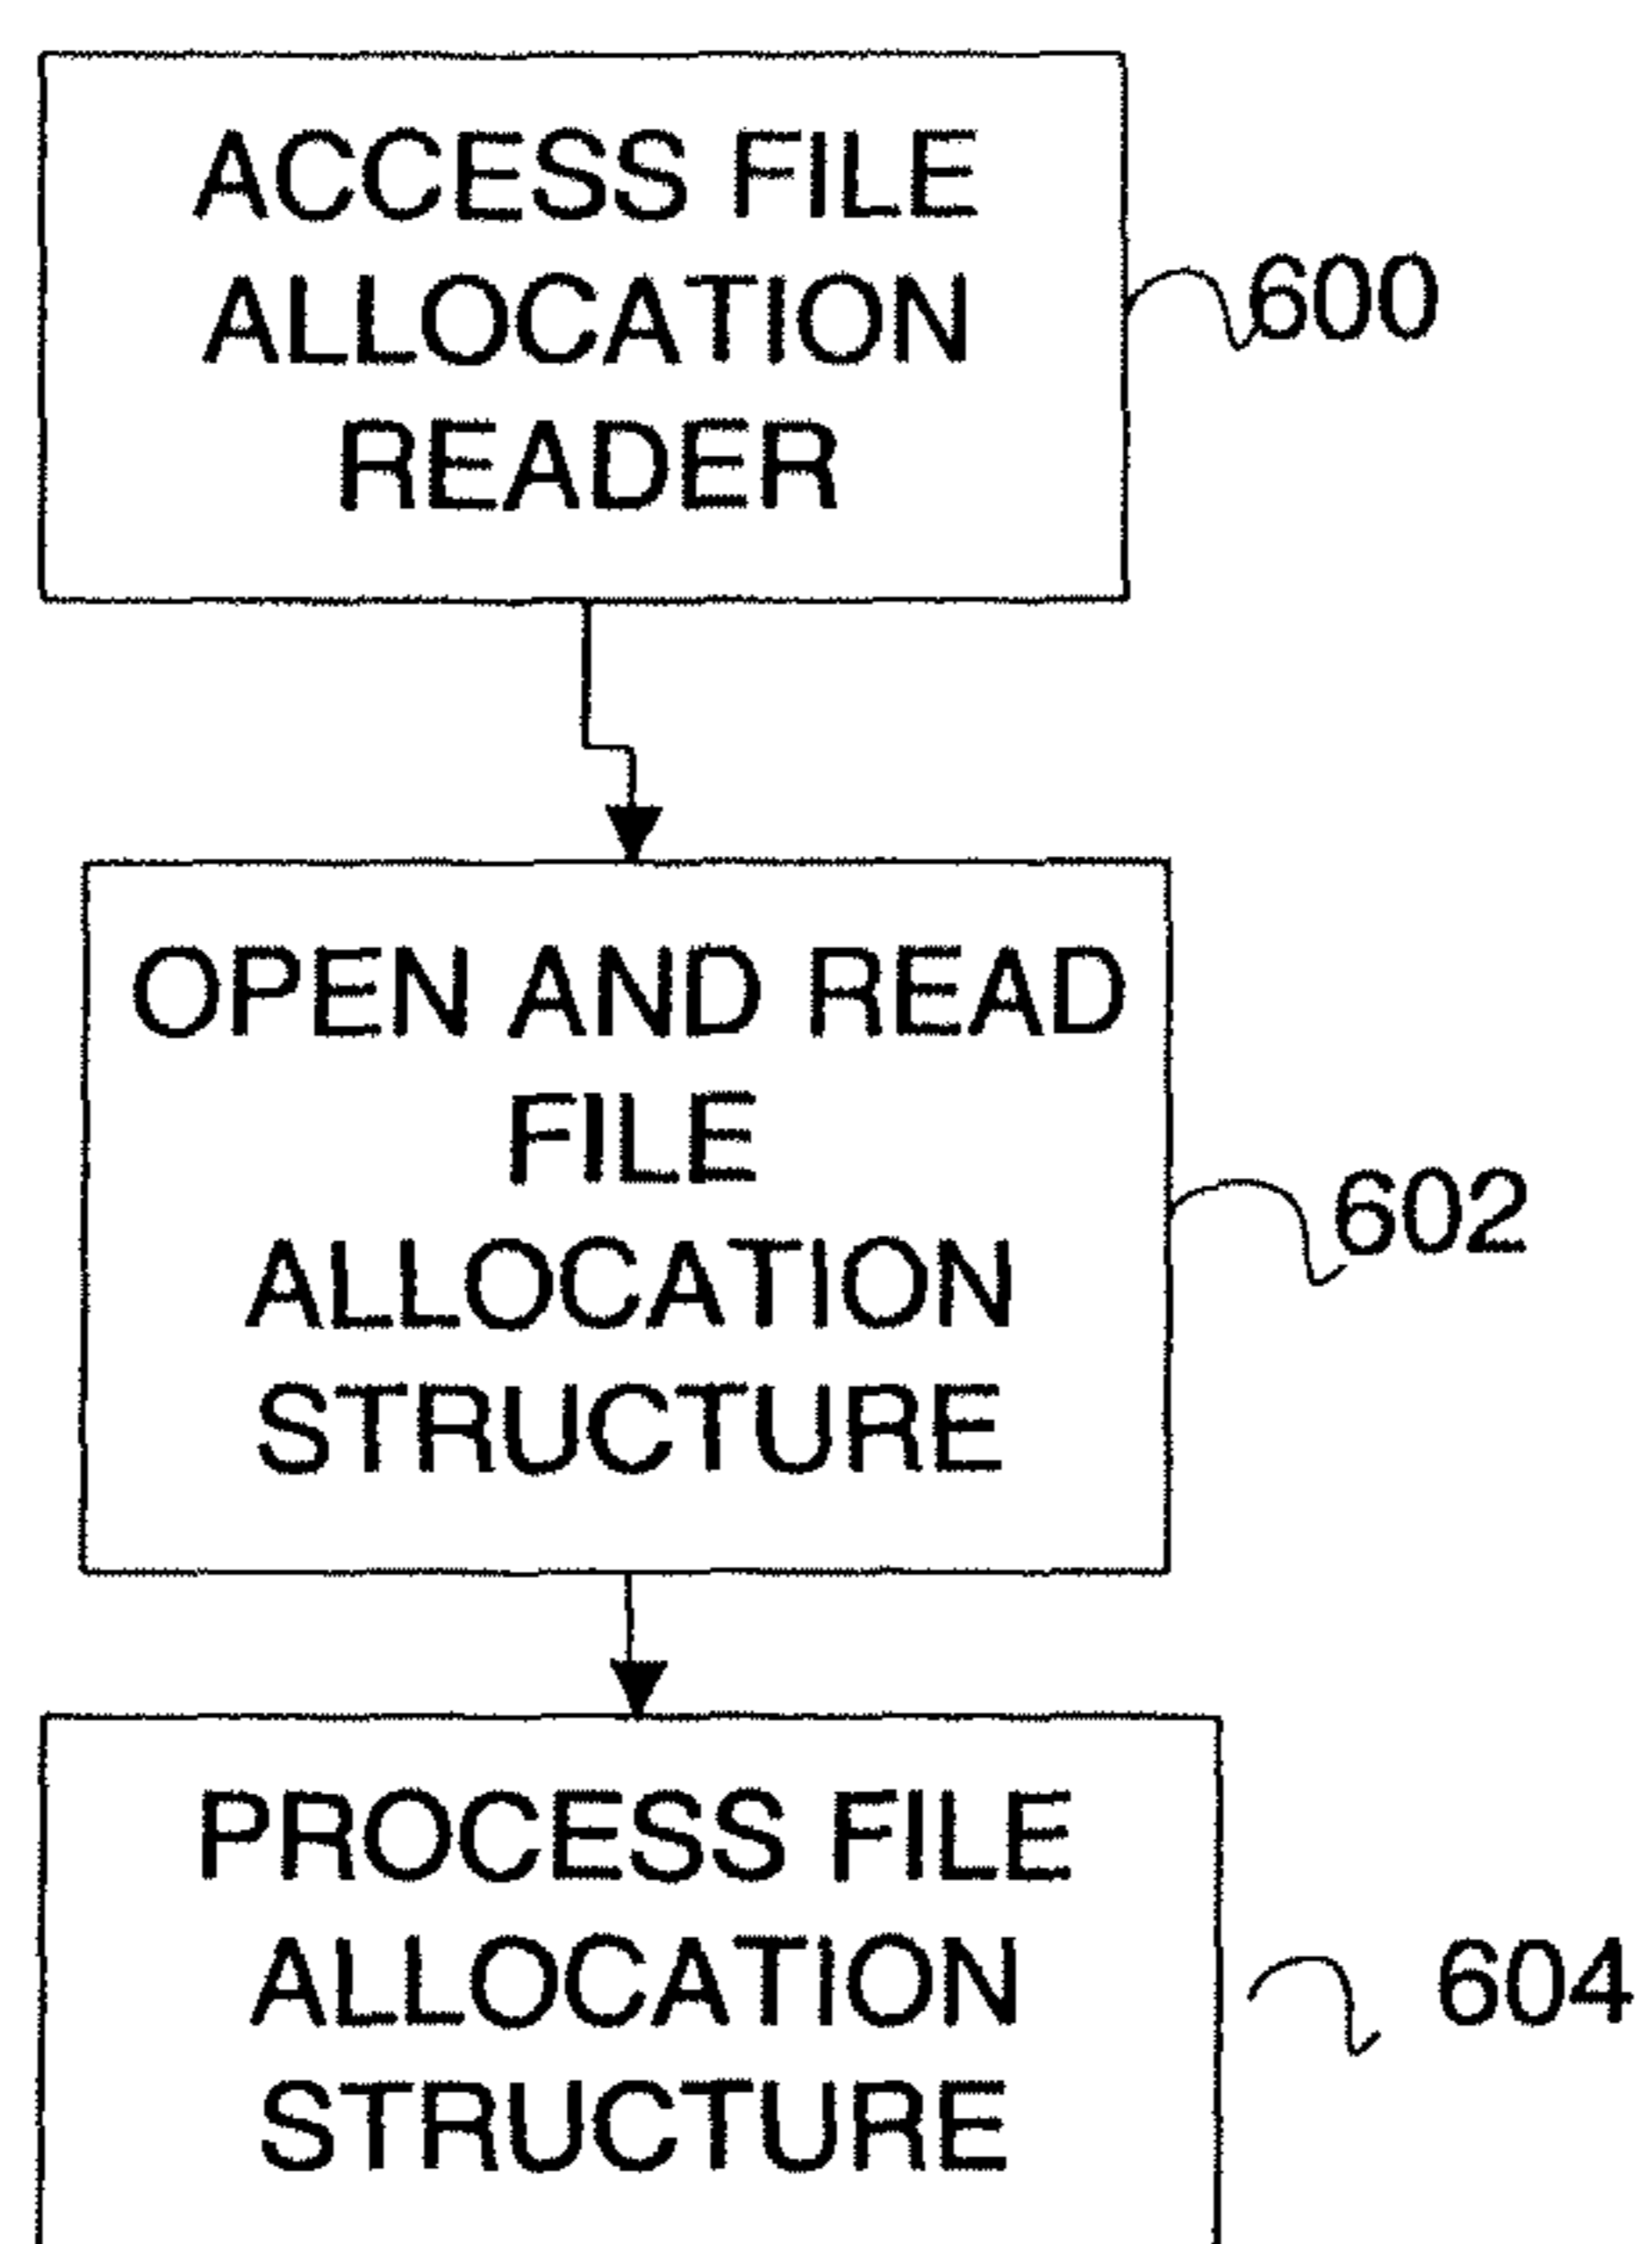 ACCESS FILE
ALLOCATION
READER
600
OPEN AND READ
FILE
ALLOCATION
STRUCTURE
602
PROCESS FILE
ALLOCATION
STRUCTURE
604